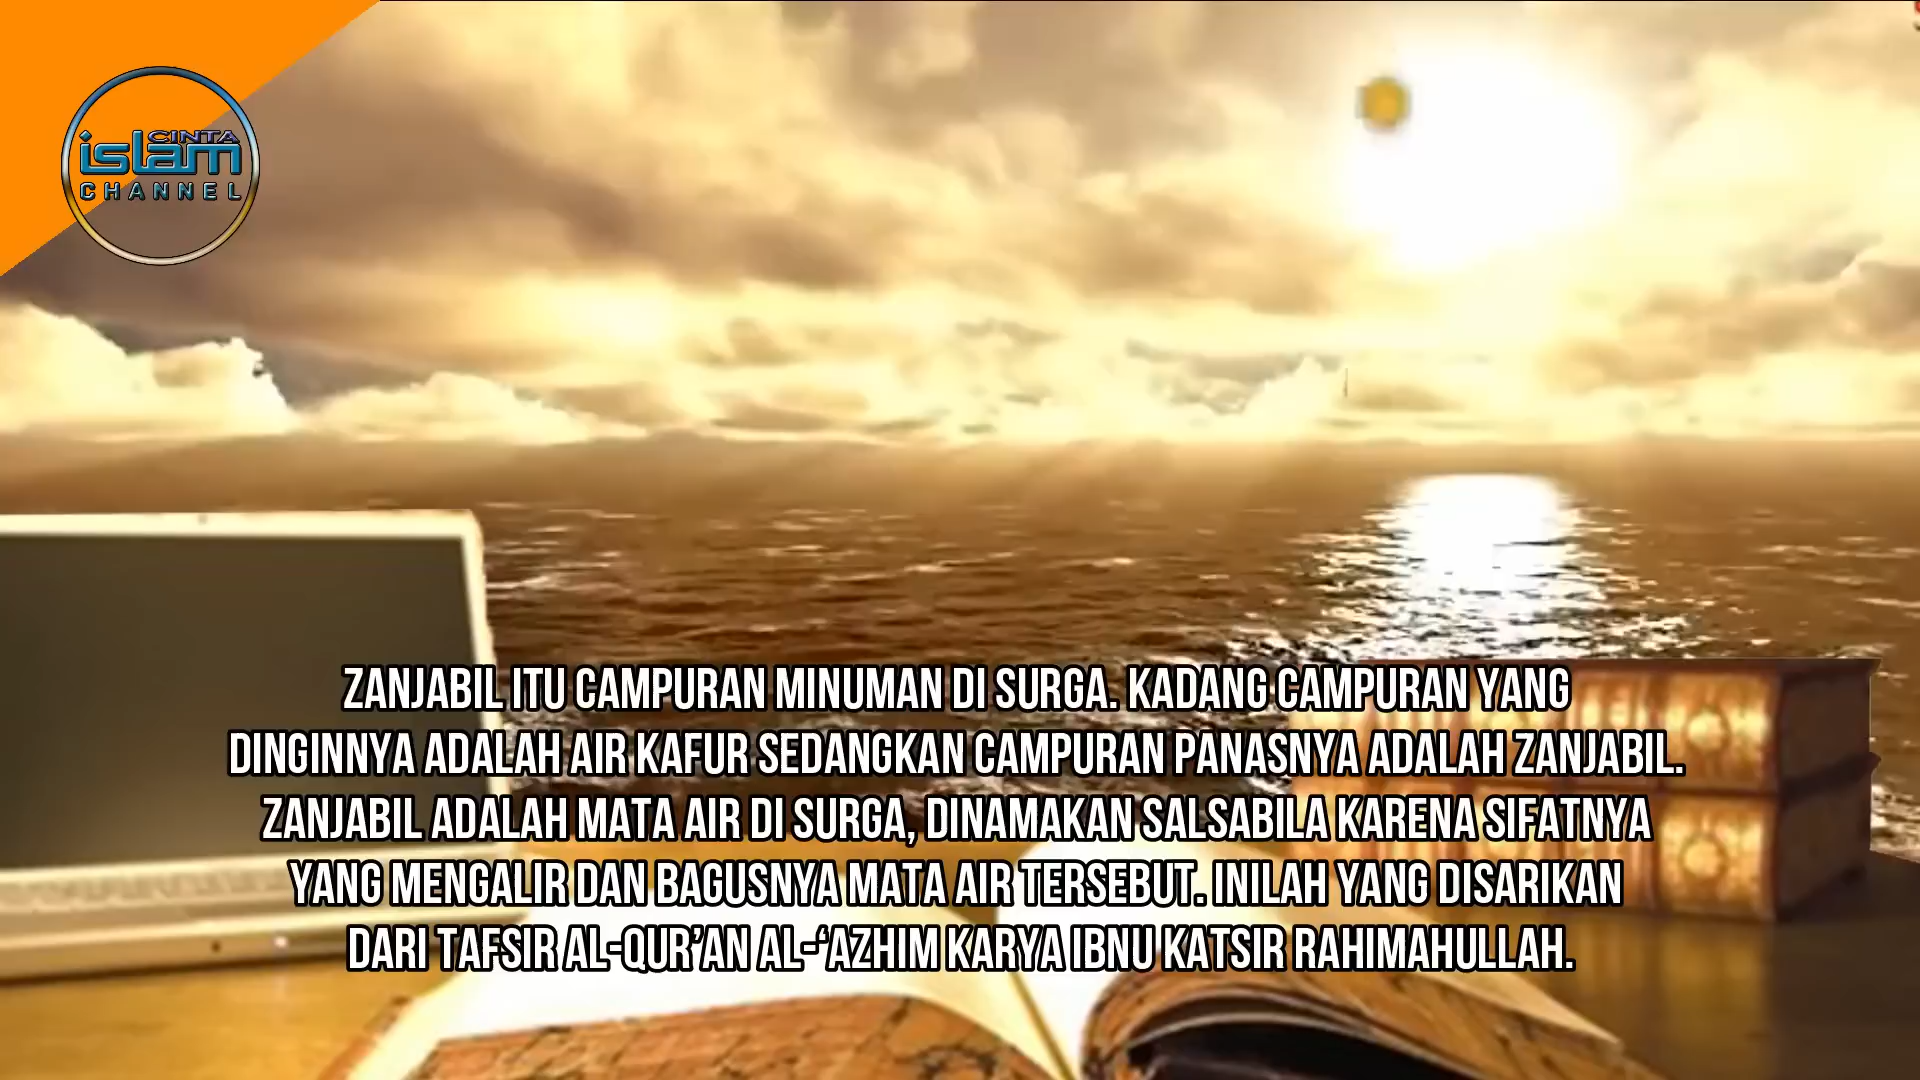 CINTA
islam
CHANNEL
ZANJABIL ITU CAMPURAN MINUMAN DI SURGA. KADANG CAMPURAN YANG
DINGINNYA ADALAH AIR KAFUR SEDANGKAN CAMPURAN PANASNYA ADALAH ZANJABIL.
ZANJABIL ADALAH MATA AIR DI SURGA, DINAMAKAN SALSABILA KARENA SIFATNYA
YANG MENGALIR DAN BAGUSNYA MATA AIR TERSEBUT. INILAH YANG DISARIKAN
DARI TAFSIR AL-QUR’AN AL-‘AZHIM KARYA IBNU KATSIR RAHIMAHULLAH.